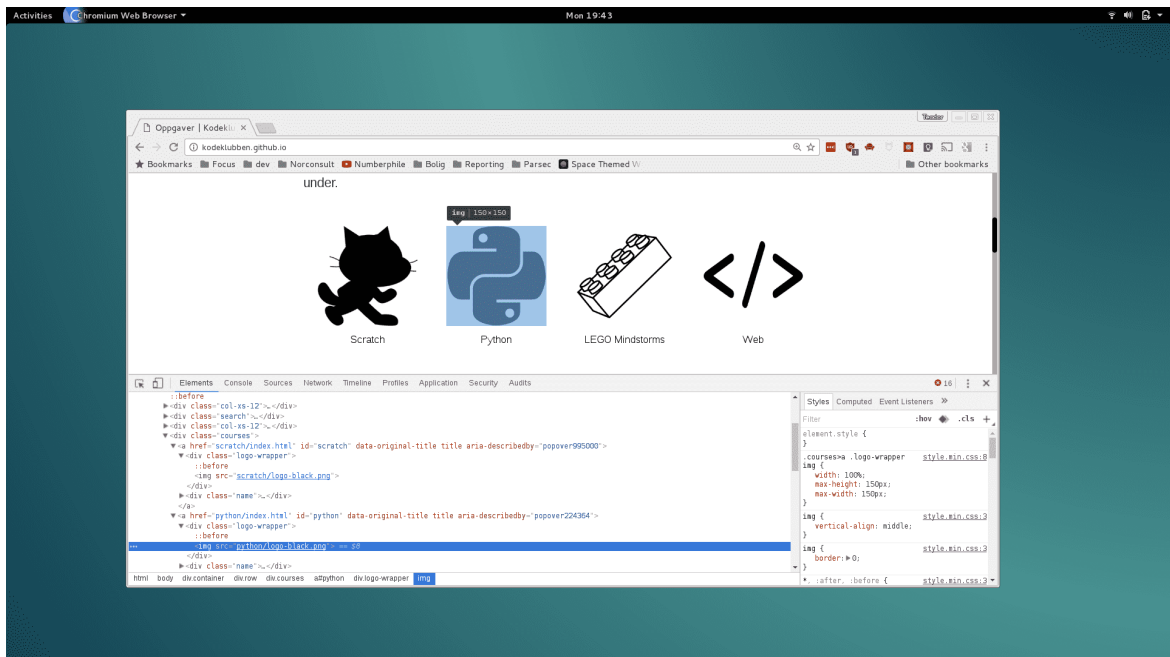 Activities Chromium Web Browser Mon 19:43
Oppgaver | Kodeklu
kodeklubben.github.io
Bookmarks Focus dev Norconsult Numberphile Bolig Reporting Parsec Space Themed W Other bookmarks
under.
img | 150×150
Scratch Python LEGO Mindstorms Web
</>
Elements Console Sources Network Timeline Profiles Application Security Audits 16
::before
<div class="col-xs-12">…</div>
<div class="search">…</div>
<div class="col-xs-12">…</div>
<div class="courses">
<a href="scratch/index.html" id="scratch" data-original-title title aria-describedby="popover995000">
<div class="logo-wrapper">
::before
<img src="scratch/logo-black.png">
</div>
<div class="name">…</div>
</a>
<a href="python/index.html" id="python" data-original-title title aria-describedby="popover224364">
<div class="logo-wrapper">
::before
<img src="python/logo-black.png"> == $0
</div>
<div class="name">…</div>
html body div.container div.row div.courses a#python div.logo-wrapper img
Styles Computed Event Listeners »
Filter :hov .cls +
element.style {
}
.courses>a .logo-wrapper style.min.css:8
img {
width: 100%;
max-height: 150px;
max-width: 150px;
}
img { style.min.css:3
vertical-align: middle;
}
img { style.min.css:3
border: 0;
}
*, :after, :before { style.min.css:3